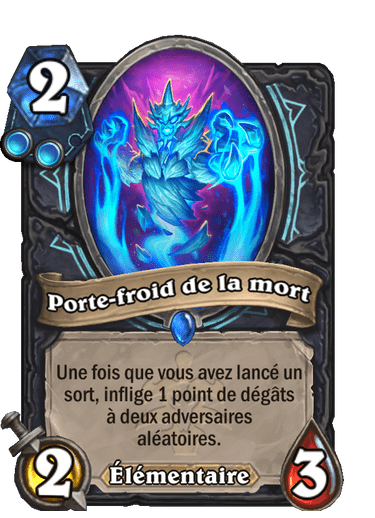 2
Porte-froid de la mort
Une fois que vous avez lancé un
sort, inflige 1 point de dégâts
à deux adversaires
aléatoires.
2
Élémentaire
3